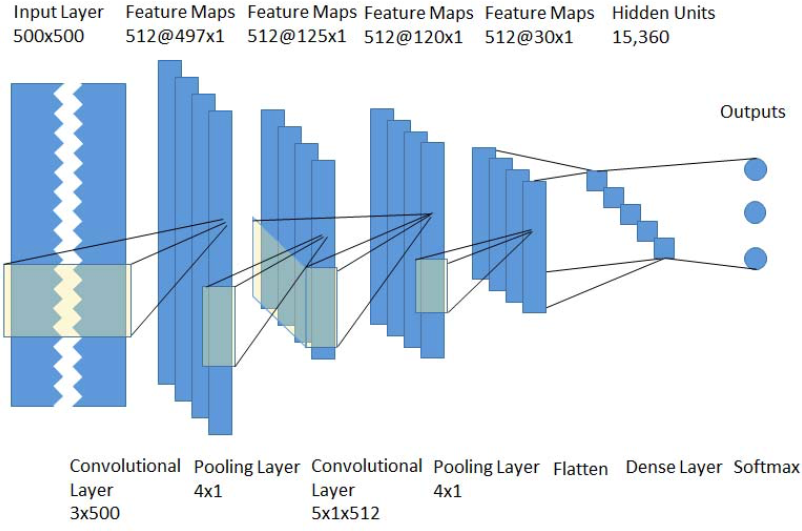 Input Layer
500x500
Feature Maps
512@497x1
Feature Maps
512@125x1
Feature Maps
512@120x1
Feature Maps
512@30x1
Hidden Units
15,360
Outputs
Convolutional
Layer
3x500
Pooling Layer
4x1
Convolutional
Layer
5x1x512
Pooling Layer
4x1
Flatten
Dense Layer
Softmax